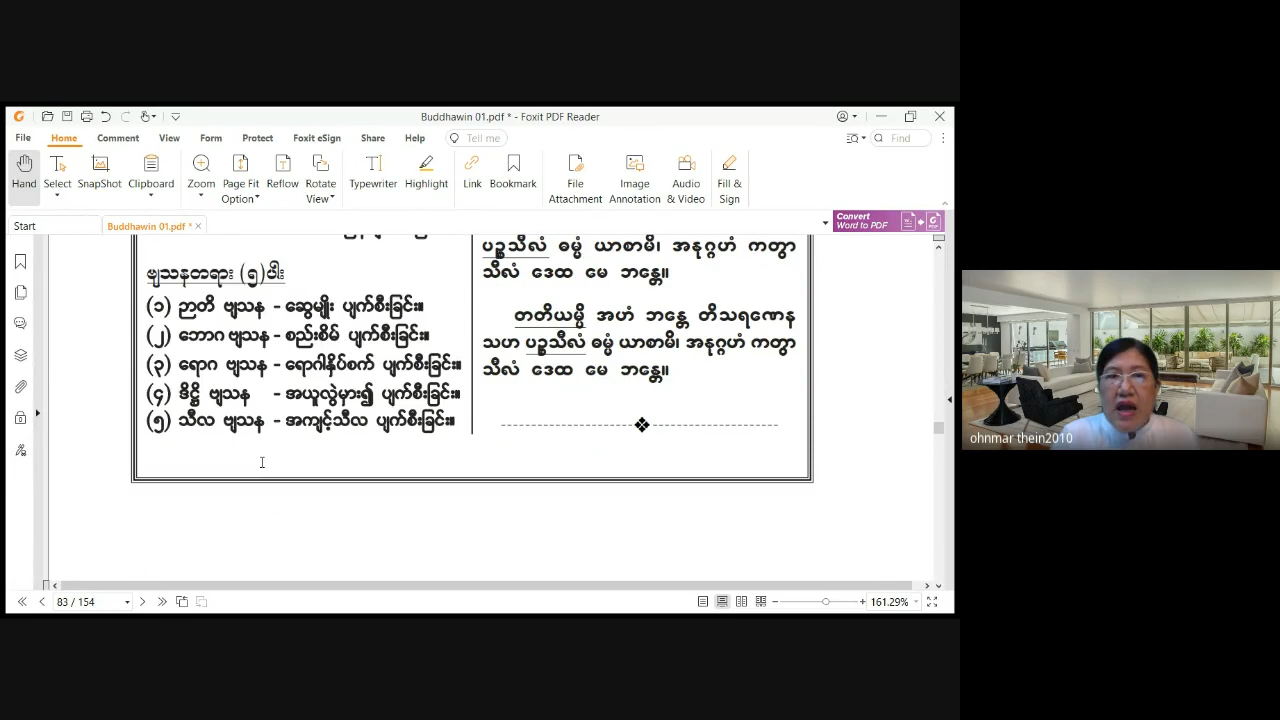 Buddhawin 01.pdf * - Foxit PDF Reader
File Home Comment View Form Protect Foxit eSign Share Help Tell me Find
Hand Select SnapShot Clipboard Zoom Page Fit Option Reflow Rotate View Typewriter Highlight Link Bookmark File Attachment Image Annotation Audio & Video Fill & Sign
Start Buddhawin 01.pdf *
Convert
Word to PDF
PDF
ဗျသနတရား (၅)ပါး
(၁) ဉာတိ ဗျသန - ဆွေမျိုး ပျက်စီးခြင်း။
(၂) ဘောဂ ဗျသန - စည်းစိမ် ပျက်စီးခြင်း။
(၃) ရောဂ ဗျသန - ရောဂါနှိပ်စက် ပျက်စီးခြင်း။
(၄) ဒိဋ္ဌိ ဗျသန - အယူလွဲမှား၍ ပျက်စီးခြင်း။
(၅) သီလ ဗျသန - အကျင့်သီလ ပျက်စီးခြင်း။
ပဉ္စသီလံ ဓမ္မံ ယာစာမိ၊ အနုဂ္ဂဟံ ကတွာ
သီလံ ဒေထ မေ ဘန္တေ။
တတိယမ္ပိ အဟံ ဘန္တေ တိသရဏေန
သဟ ပဉ္စသီလံ ဓမ္မံ ယာစာမိ၊ အနုဂ္ဂဟံ ကတွာ
သီလံ ဒေထ မေ ဘန္တေ။
83 / 154
161.29%
ohnmar thein2010